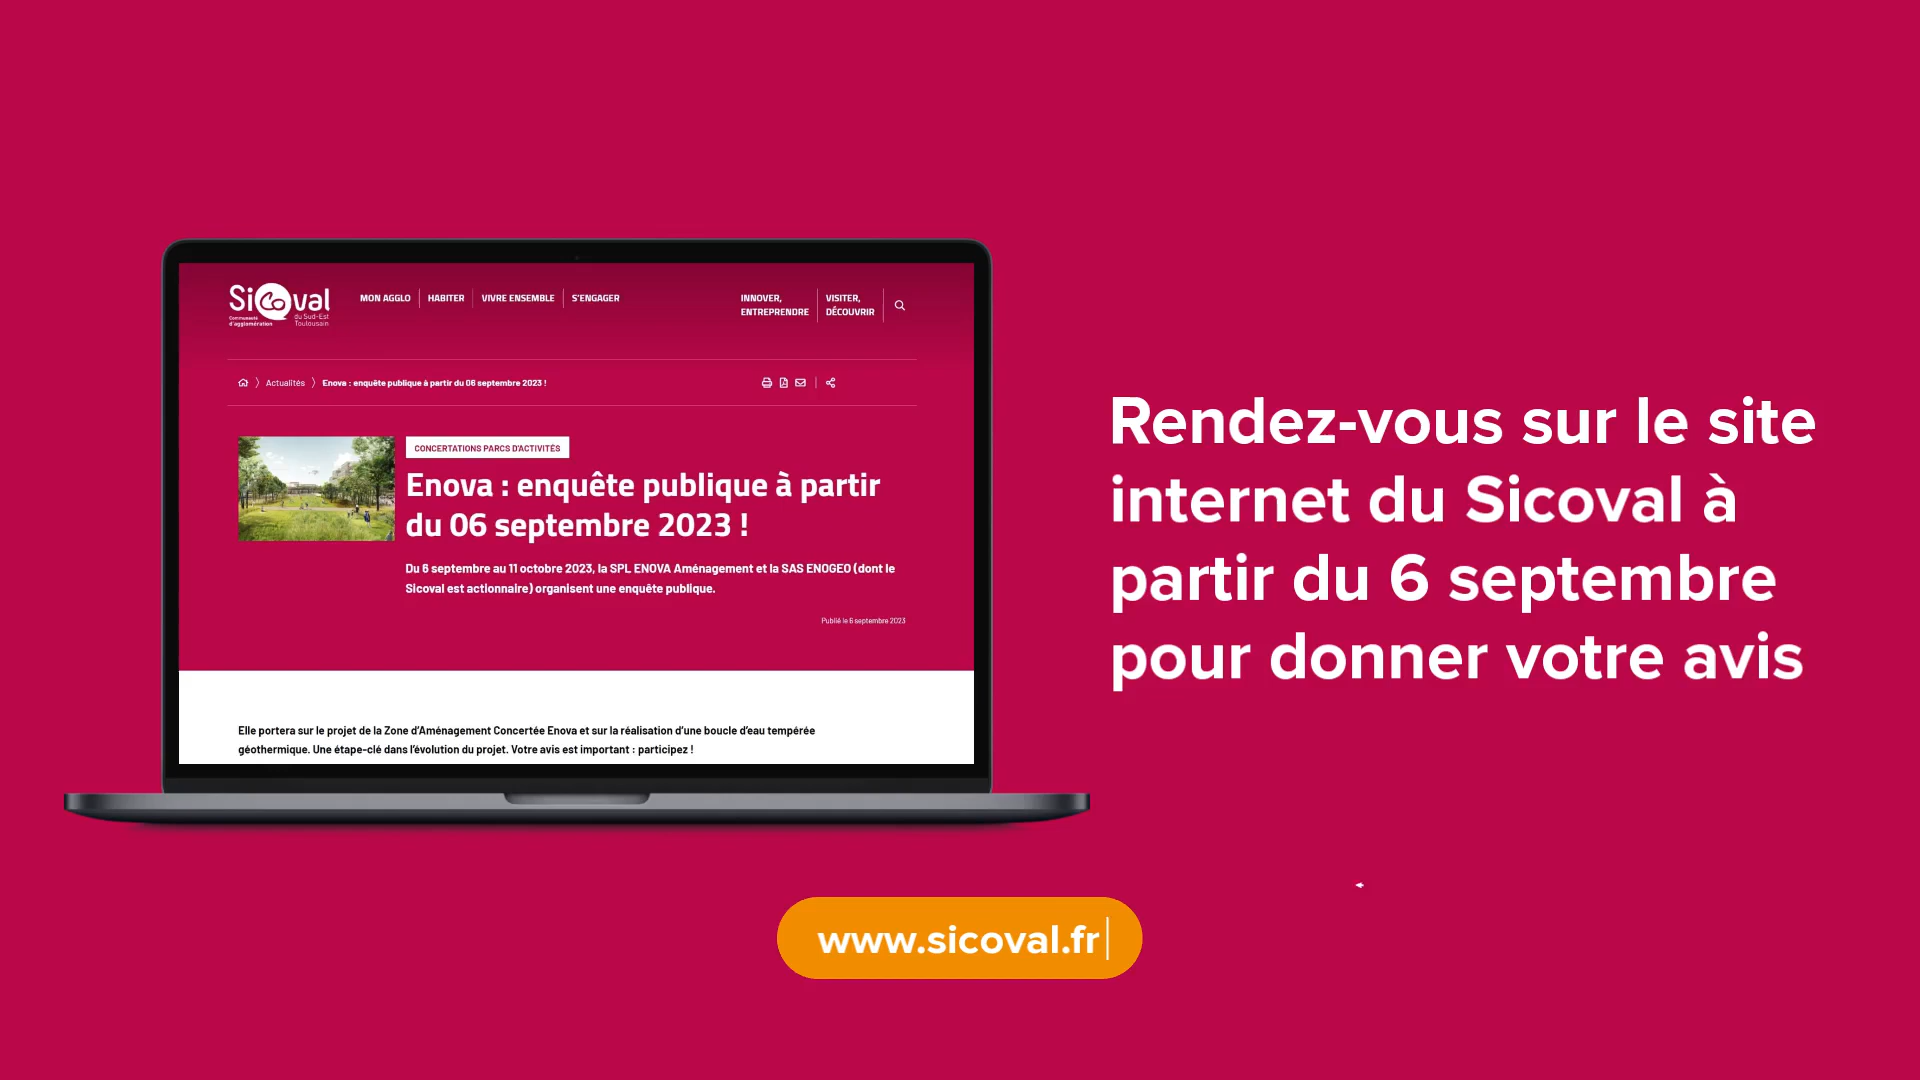 Sicoval
Communauté
d'agglomération
du Sud-Est
Toulousain
MON AGGLO
HABITER
VIVRE ENSEMBLE
S'ENGAGER
INNOVER,
ENTREPRENDRE
VISITER,
DÉCOUVRIR
Actualités
Enova : enquête publique à partir du 06 septembre 2023 !
CONCERTATIONS PARCS D'ACTIVITÉS
Enova : enquête publique à partir
du 06 septembre 2023 !
Du 6 septembre au 11 octobre 2023, la SPL ENOVA Aménagement et la SAS ENOGEO (dont le
Sicoval est actionnaire) organisent une enquête publique.
Publié le 6 septembre 2023
Elle portera sur le projet de la Zone d'Aménagement Concertée Enova et sur la réalisation d'une boucle d'eau tempérée
géothermique. Une étape-clé dans l'évolution du projet. Votre avis est important : participez !
Rendez-vous sur le site
internet du Sicoval à
partir du 6 septembre
pour donner votre avis
www.sicoval.fr